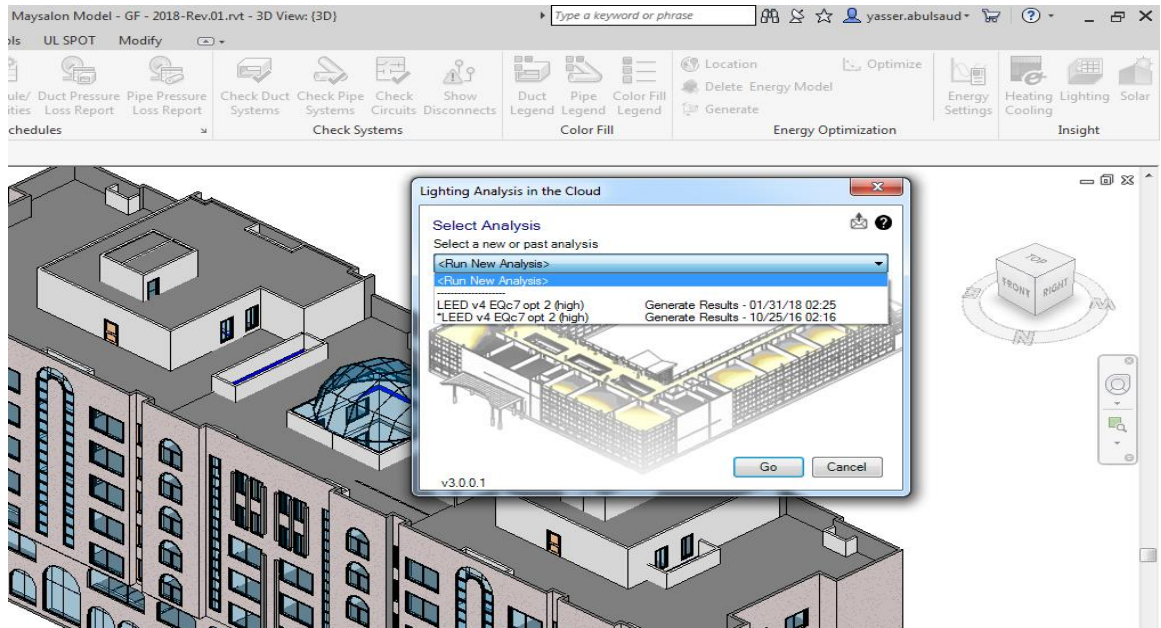 Maysalon Model - GF - 2018-Rev.01.rvt - 3D View: {3D}
Type a keyword or phrase
yasser.abulsaud
UL SPOT Modify
Duct Pressure Loss Report
Pipe Pressure Loss Report
Check Duct Systems
Check Pipe Systems
Check Circuits
Show Disconnects
Duct Legend
Pipe Legend
Color Fill Legend
Location
Delete Energy Model
Generate
Optimize
Energy Settings
Heating Cooling
Lighting
Solar
Check Systems
Color Fill
Energy Optimization
Insight
Lighting Analysis in the Cloud
Select Analysis
Select a new or past analysis
<Run New Analysis>
<Run New Analysis>
--------------------
LEED v4 EQc7 opt 2 (high) Generate Results - 01/31/18 02:25
*LEED v4 EQc7 opt 2 (high) Generate Results - 10/25/16 02:16
Go
Cancel
v3.0.0.1
TOP
FRONT
RIGHT
N